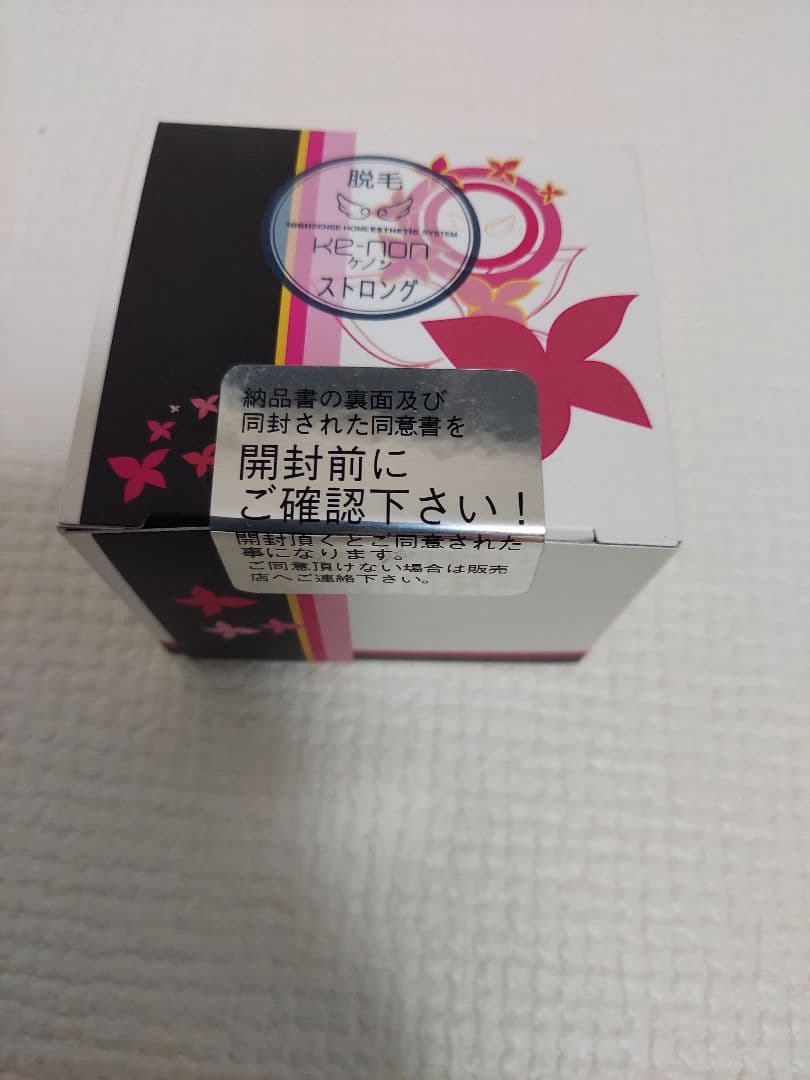 脱毛
HIGHSENSE HOME ESTHETIC SYSTEM
Ke-non
ケノン
ストロング
納品書の裏面及び
同封された同意書を
開封前に
ご確認下さい！
開封頂くとご同意された
事になります。
ご同意頂けない場合は販売
店へご連絡下さい。